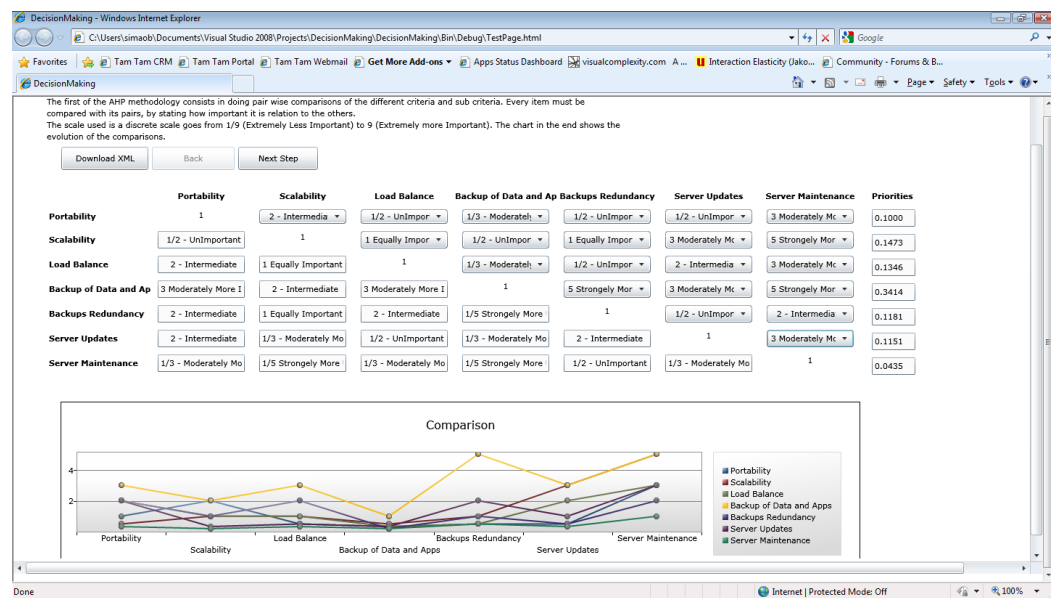 DecisionMaking - Windows Internet Explorer
C:\Users\simaob\Documents\Visual Studio 2008\Projects\DecisionMaking\DecisionMaking\Bin\Debug\TestPage.html Google
Favorites Tam Tam CRM Tam Tam Portal Tam Tam Webmail Get More Add-ons Apps Status Dashboard visualcomplexity.com A ... Interaction Elasticity (Jako... Community - Forums & B...
DecisionMaking Page Safety Tools
The first of the AHP methodology consists in doing pair wise comparisons of the different criteria and sub criteria. Every item must be
compared with its pairs, by stating how important it is relation to the others.
The scale used is a discrete scale goes from 1/9 (Extremely Less Important) to 9 (Extremely more Important). The chart in the end shows the
evolution of the comparisons.
Download XML Back Next Step
Portability Scalability Load Balance Backup of Data and Ap Backups Redundancy Server Updates Server Maintenance Priorities
Portability 1 2 - Intermedia 1/2 - UnImpor 1/3 - Moderatel 1/2 - UnImpor 1/2 - UnImpor 3 Moderately Mc 0.1000
Scalability 1/2 - UnImportant 1 1 Equally Impor 1/2 - UnImpor 1 Equally Impor 3 Moderately Mc 5 Strongely Mor 0.1473
Load Balance 2 - Intermediate 1 Equally Important 1 1/3 - Moderatel 1/2 - UnImpor 2 - Intermedia 3 Moderately Mc 0.1346
Backup of Data and Ap 3 Moderately More I 2 - Intermediate 3 Moderately More I 1 5 Strongely Mor 3 Moderately Mc 5 Strongely Mor 0.3414
Backups Redundancy 2 - Intermediate 1 Equally Important 2 - Intermediate 1/5 Strongely More 1 1/2 - UnImpor 2 - Intermedia 0.1181
Server Updates 2 - Intermediate 1/3 - Moderately Mo 1/2 - UnImportant 1/3 - Moderately Mo 2 - Intermediate 1 3 Moderately Mc 0.1151
Server Maintenance 1/3 - Moderately Mo 1/5 Strongely More 1/3 - Moderately Mo 1/5 Strongely More 1/2 - UnImportant 1/3 - Moderately Mo 1 0.0435
Comparison
4
2
Portability Load Balance Backups Redundancy Server Maintenance
Scalability Backup of Data and Apps Server Updates
Portability
Scalability
Load Balance
Backup of Data and Apps
Backups Redundancy
Server Updates
Server Maintenance
Done Internet | Protected Mode: Off 100%